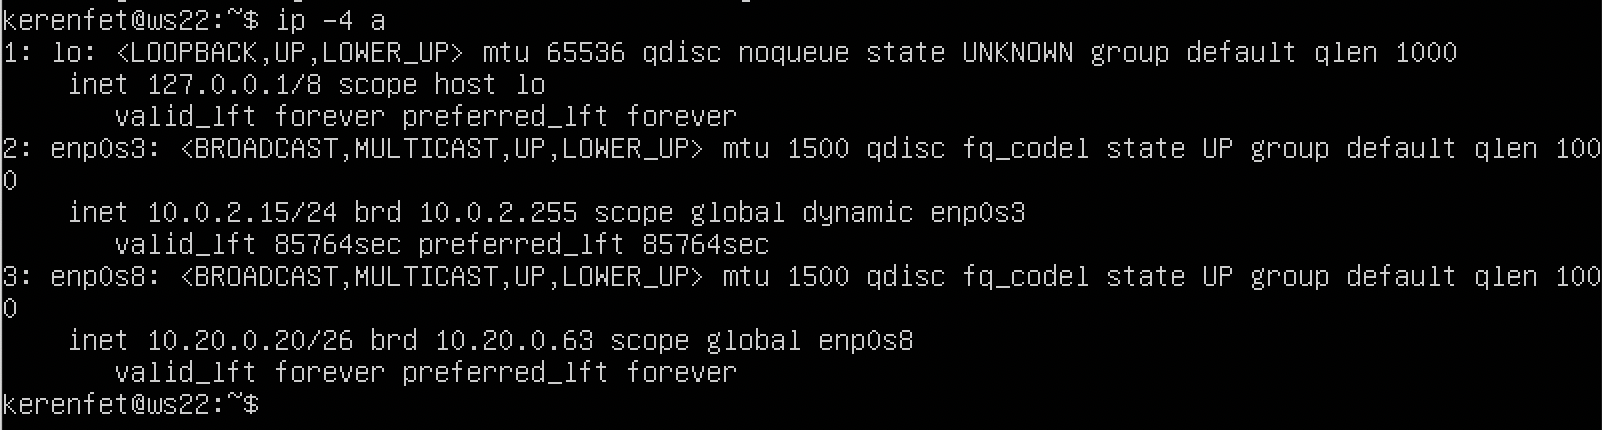 kerenfet@ws22:~$ ip -4 a
1: lo: <LOOPBACK,UP,LOWER_UP> mtu 65536 qdisc noqueue state UNKNOWN group default qlen 1000
    inet 127.0.0.1/8 scope host lo
       valid_lft forever preferred_lft forever
2: enp0s3: <BROADCAST,MULTICAST,UP,LOWER_UP> mtu 1500 qdisc fq_codel state UP group default qlen 100
0
    inet 10.0.2.15/24 brd 10.0.2.255 scope global dynamic enp0s3
       valid_lft 85764sec preferred_lft 85764sec
3: enp0s8: <BROADCAST,MULTICAST,UP,LOWER_UP> mtu 1500 qdisc fq_codel state UP group default qlen 100
0
    inet 10.20.0.20/26 brd 10.20.0.63 scope global enp0s8
       valid_lft forever preferred_lft forever
kerenfet@ws22:~$